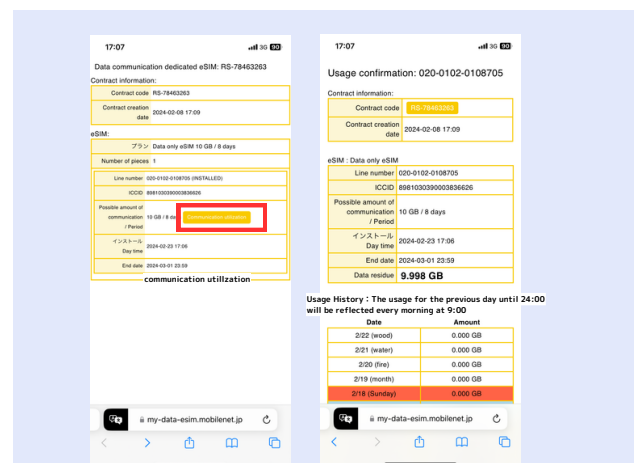 17:07
3G 90
Data communication dedicated eSIM: RS-78463263
Contract information:
Contract code RS-78463263
Contract creation
date
2024-02-08 17:09
eSIM:
プラン Data only eSIM 10 GB / 8 days
Number of pieces 1
Line number 020-0102-0108705 (INSTALLED)
ICCID 8981030390003836626
Possible amount of
communication
/ Period
10 GB / 8 da Communication utilization
インストール
Day time
2024-02-23 17:06
End date 2024-03-01 23:59
communication utilIzation
my-data-esim.mobilenet.jp
17:07
3G 90
Usage confirmation: 020-0102-0108705
Contract information:
Contract code RS-78463263
Contract creation
date
2024-02-08 17:09
eSIM : Data only eSIM
Line number 020-0102-0108705
ICCID 8981030390003836626
Possible amount of
communication
/ Period
10 GB / 8 days
インストール
Day time
2024-02-23 17:06
End date 2024-03-01 23:59
Data residue 9.998 GB
Usage History：The usage for the previous day until 24:00
will be reflected every morning at 9:00
Date Amount
2/22 (wood) 0.000 GB
2/21 (water) 0.000 GB
2/20 (fire) 0.000 GB
2/19 (month) 0.000 GB
2/18 (Sunday) 0.000 GB
my-data-esim.mobilenet.jp